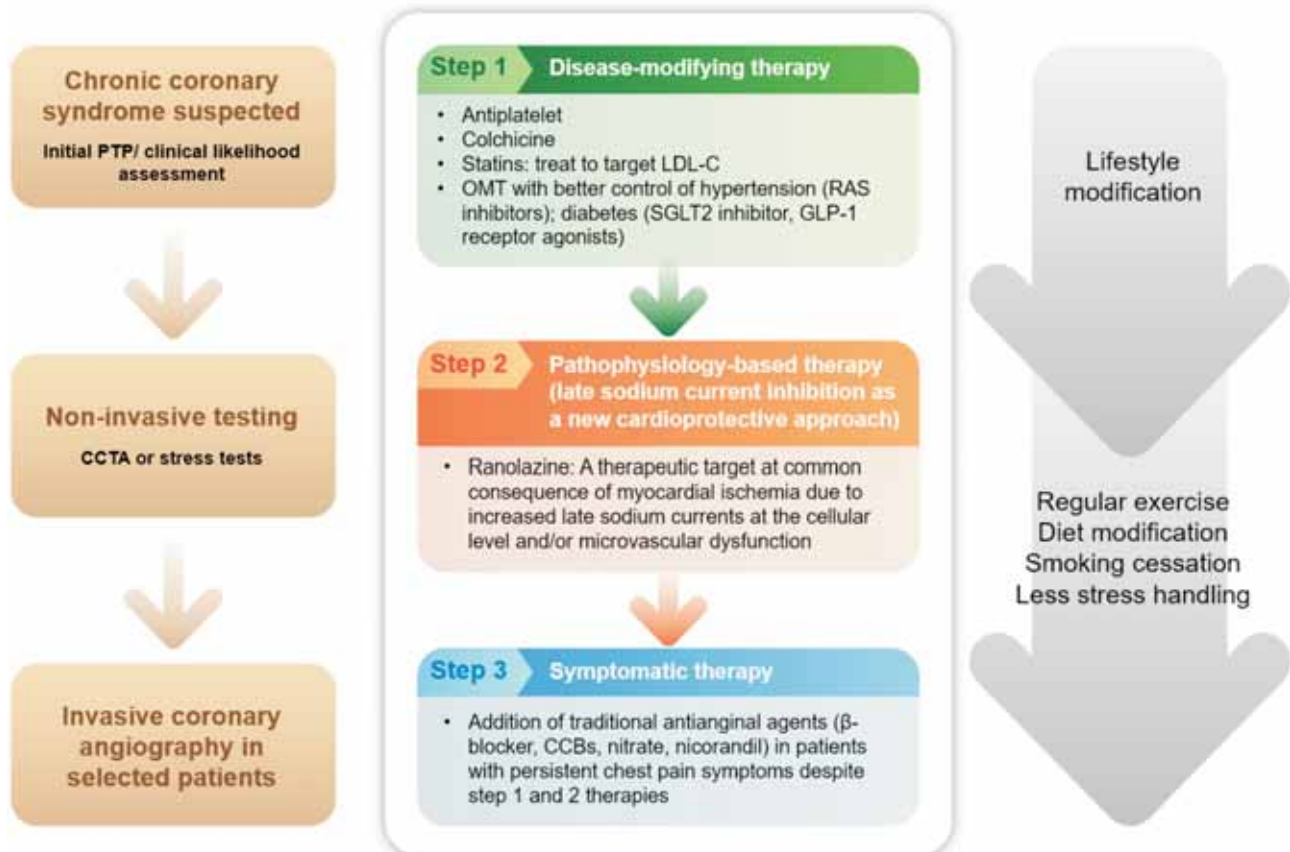 Chronic coronary
syndrome suspected
Initial PTP/ clinical likelihood
assessment
Non-invasive testing
CCTA or stress tests
Invasive coronary
angiography in
selected patients
Step 1
Disease-modifying therapy
• Antiplatelet
• Colchicine
• Statins: treat to target LDL-C
• OMT with better control of hypertension (RAS
inhibitors); diabetes (SGLT2 inhibitor, GLP-1
receptor agonists)
Step 2
Pathophysiology-based therapy
(late sodium current inhibition as
a new cardioprotective approach)
• Ranolazine: A therapeutic target at common
consequence of myocardial ischemia due to
increased late sodium currents at the cellular
level and/or microvascular dysfunction
Step 3
Symptomatic therapy
• Addition of traditional antianginal agents (β-
blocker, CCBs, nitrate, nicorandil) in patients
with persistent chest pain symptoms despite
step 1 and 2 therapies
Lifestyle
modification
Regular exercise
Diet modification
Smoking cessation
Less stress handling